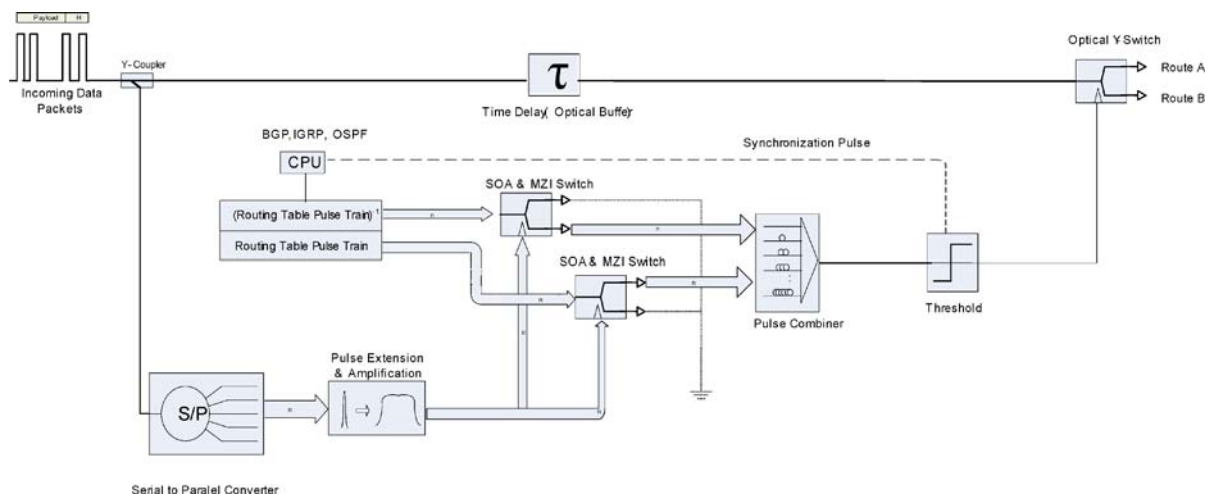 Payload H
Optical Y-Switch
Y-Coupler
τ
Route A
Route B
Incoming Data
Packets
Time Delay( Optical Buffer)
BGP,IGRP, OSPF
CPU
Synchronization Pulse
SOA & MZI Switch
(Routing Table Pulse Train)
n
Routing Table Pulse Train
SOA & MZI Switch
Threshold
Pulse Combiner
Pulse Extension
& Amplification
S/P
Serial to Paralel Converter